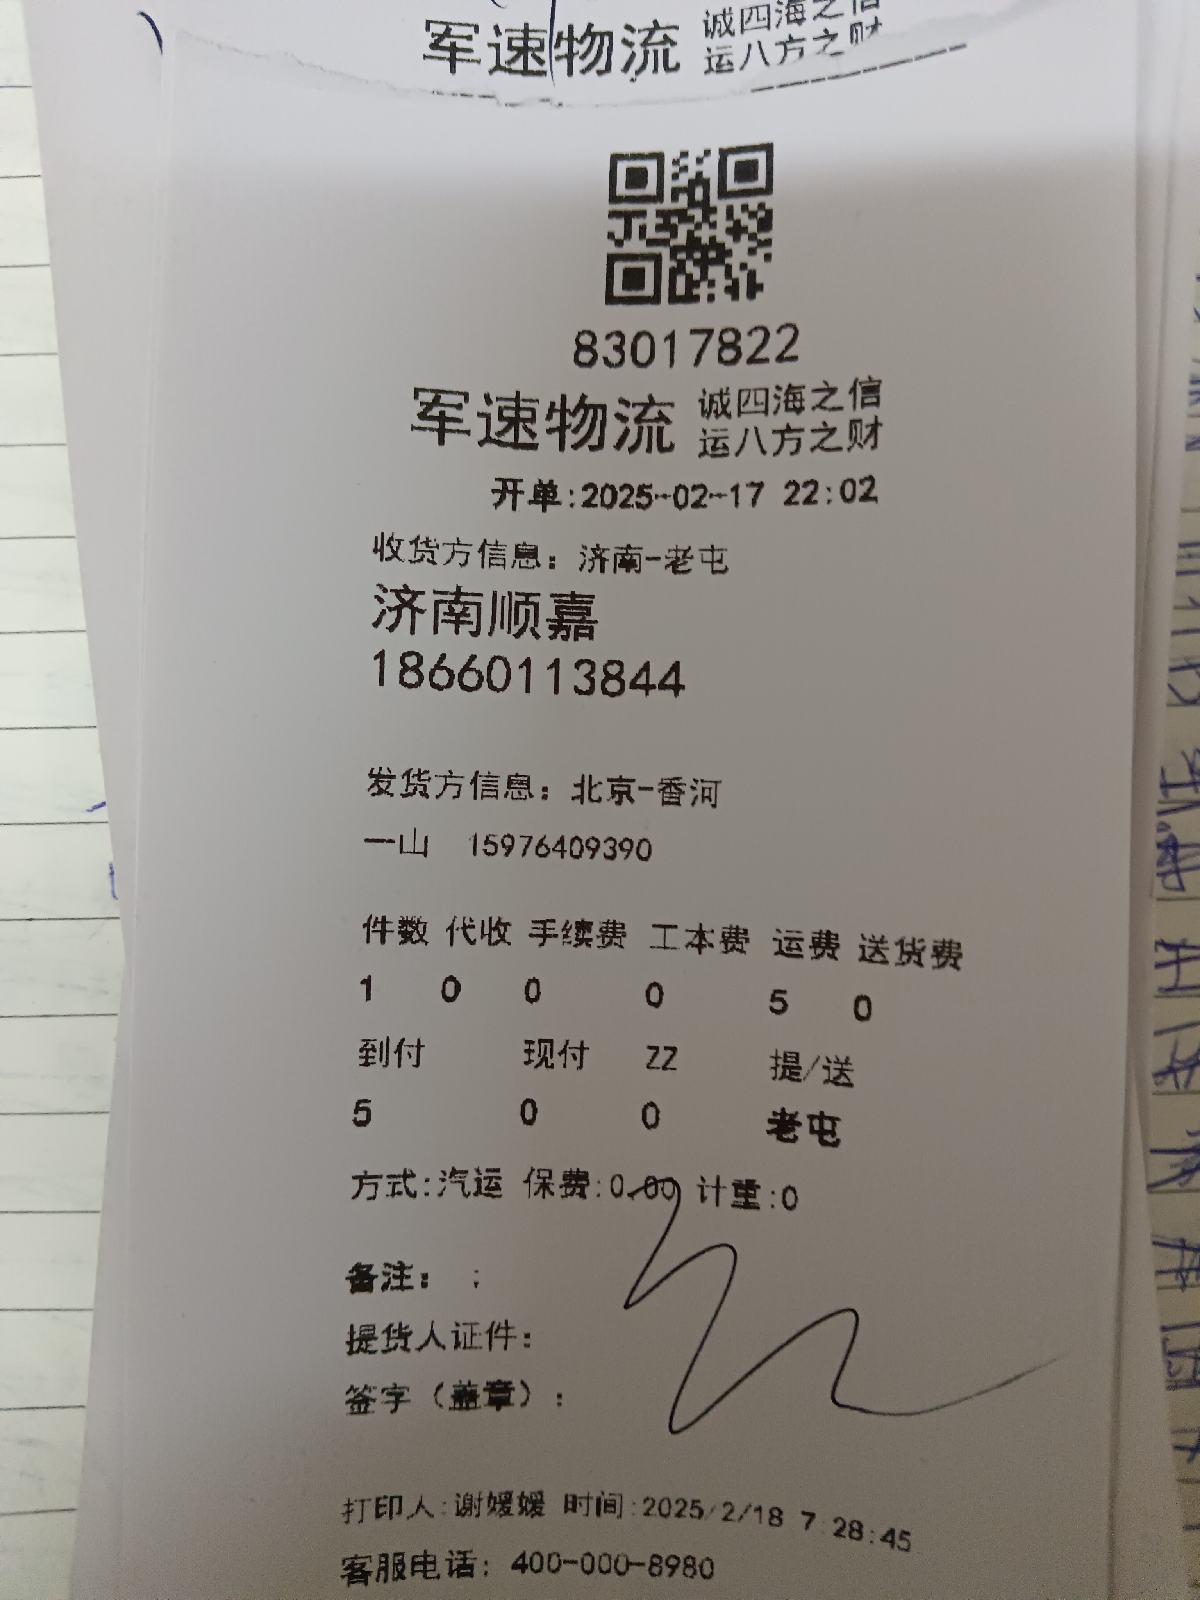 军速物流 诚四海之信
运八方之财
83017822
军速物流 诚四海之信
运八方之财
开单:2025-02-17 22:02
收货方信息：济南-老屯
济南顺嘉
18660113844
发货方信息：北京-香河
一山 15976409390
件数 代收 手续费 工本费 运费 送货费
1 0 0 0 5 0
到付 现付 ZZ 提/送
5 0 0 老屯
方式:汽运 保费:0.00 计重:0
备注： ;
提货人证件:
签字（盖章）:
打印人:谢媛媛 时间:2025/2/18 7:28:45
客服电话: 400-000-8980